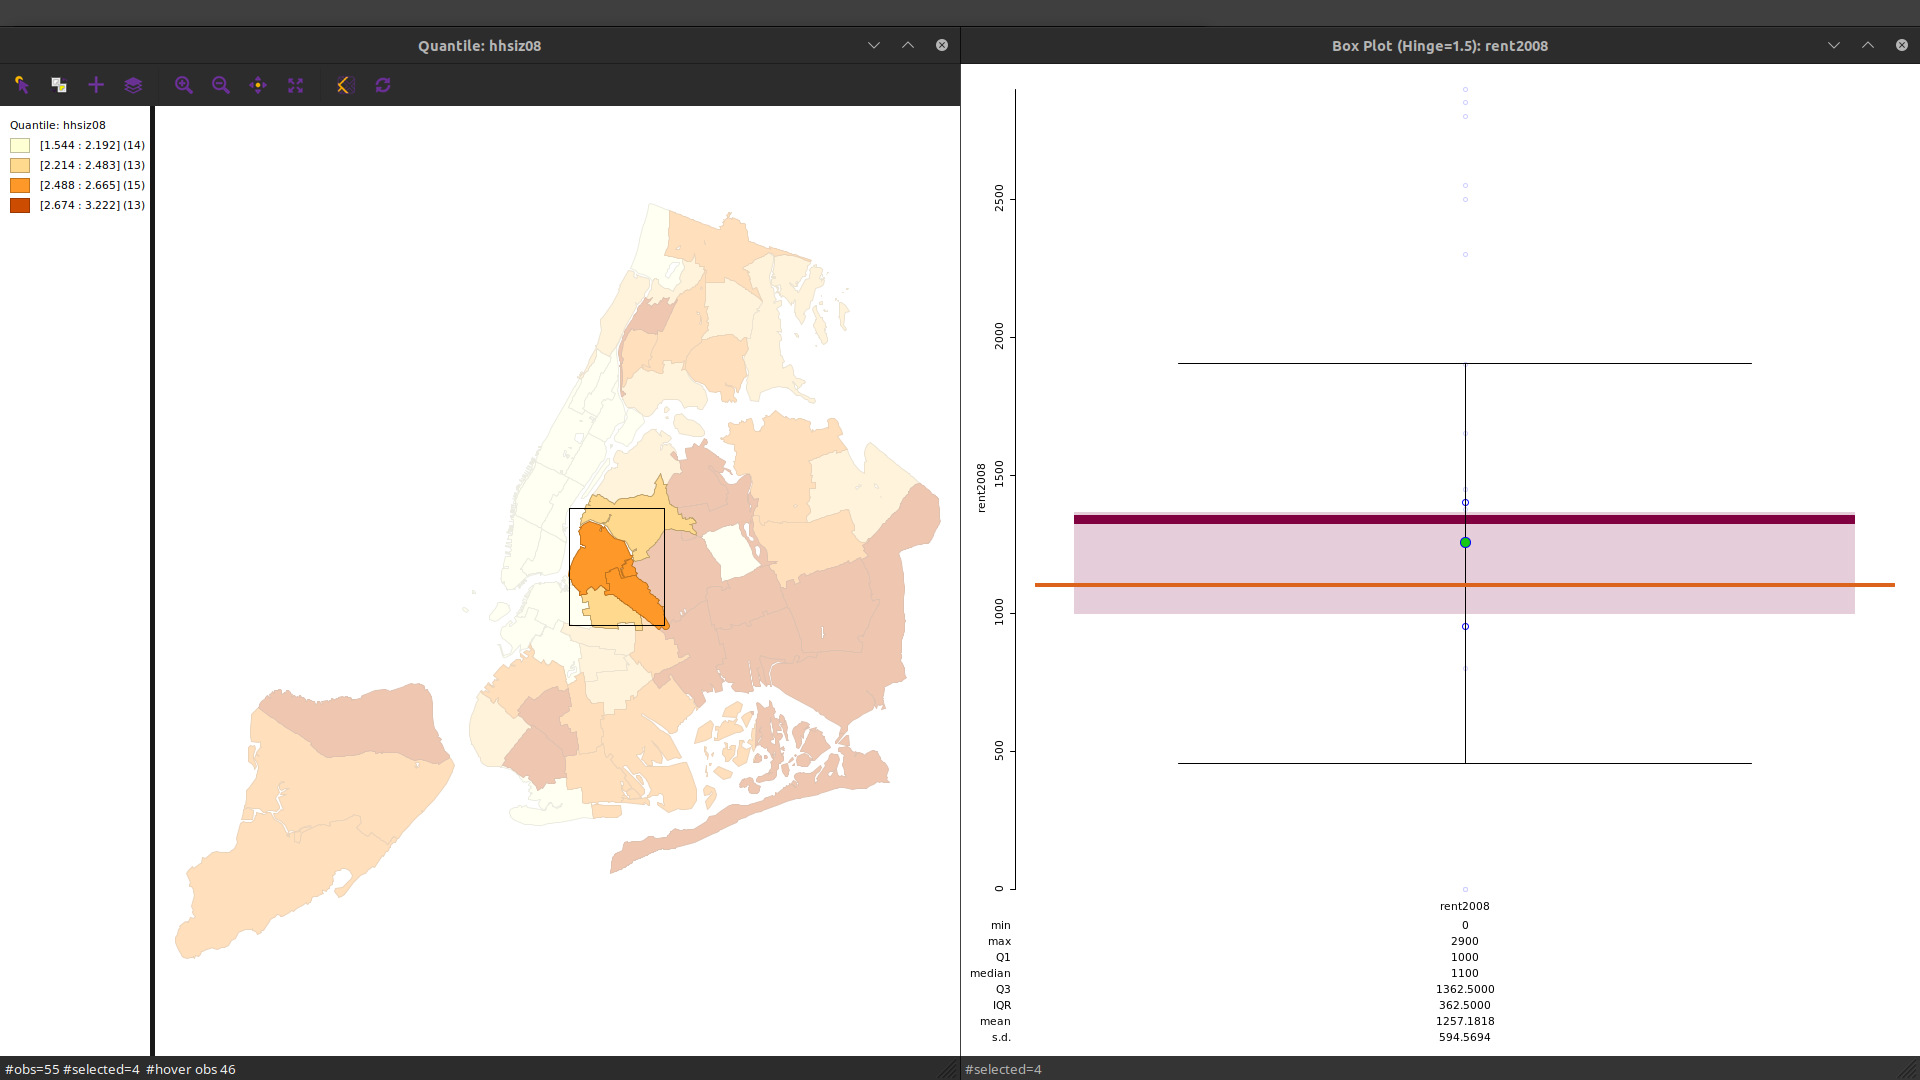 Quantile: hhsiz08
Box Plot (Hinge=1.5): rent2008
Quantile: hhsiz08
[1.544 : 2.192] (14)
[2.214 : 2.483] (13)
[2.488 : 2.665] (15)
[2.674 : 3.222] (13)
2500
2000
1500
1000
500
0
rent2008
rent2008
min 0
max 2900
Q1 1000
median 1100
Q3 1362.5000
IQR 362.5000
mean 1257.1818
s.d. 594.5694
#obs=55 #selected=4 #hover obs 46
#selected=4